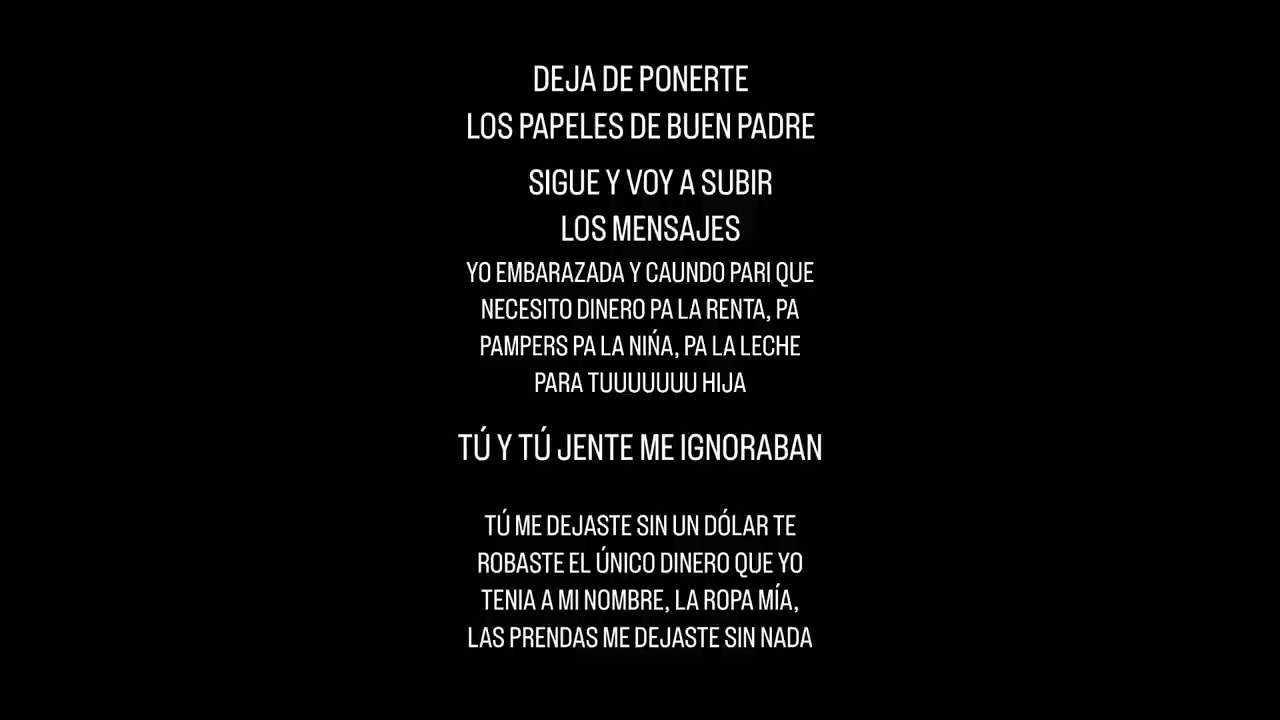 DEJA DE PONERTE
LOS PAPELES DE BUEN PADRE
SIGUE Y VOY A SUBIR
LOS MENSAJES
YO EMBARAZADA Y CAUNDO PARI QUE
NECESITO DINERO PA LA RENTA, PA
PAMPERS PA LA NIŃA, PA LA LECHE
PARA TUUUUUUU HIJA
TÚ Y TÚ JENTE ME IGNORABAN
TÚ ME DEJASTE SIN UN DÓLAR TE
ROBASTE EL ÚNICO DINERO QUE YO
TENIA A MI NOMBRE, LA ROPA MÍA,
LAS PRENDAS ME DEJASTE SIN NADA